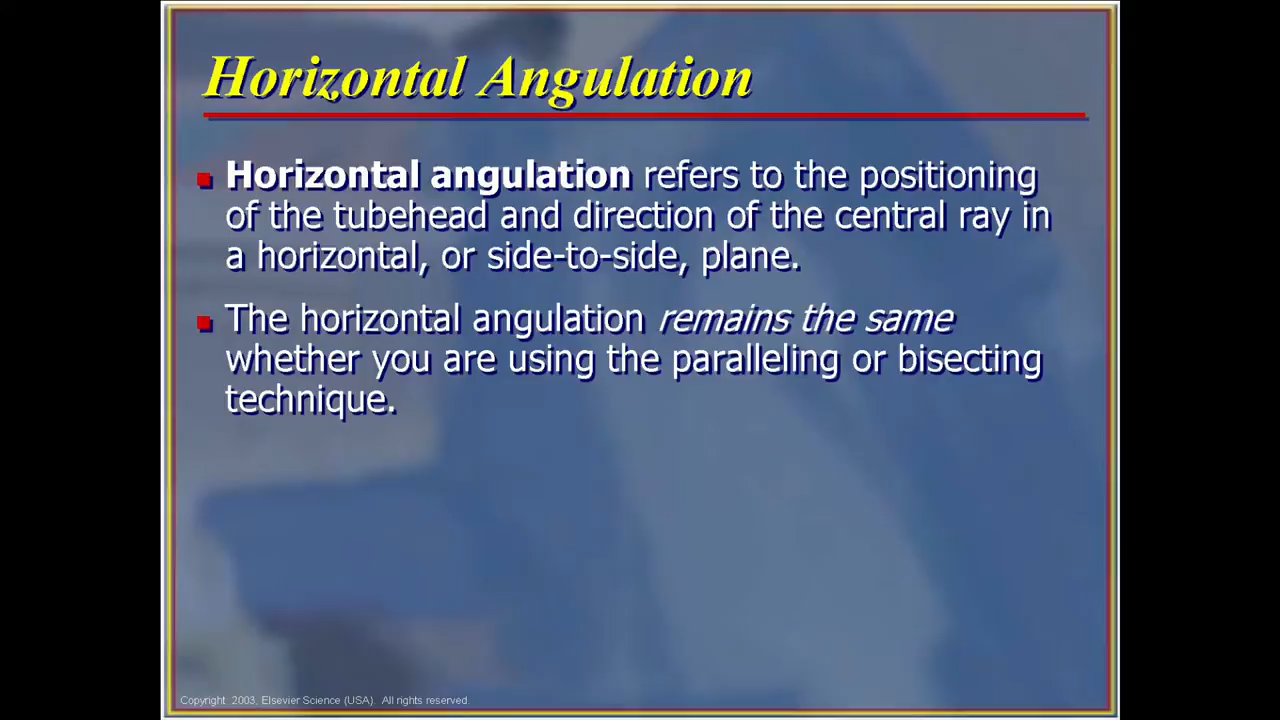 Horizontal Angulation
Horizontal angulation refers to the positioning
of the tubehead and direction of the central ray in
a horizontal, or side-to-side, plane.
The horizontal angulation remains the same
whether you are using the paralleling or bisecting
technique.
Copyright 2003, Elsevier Science (USA). All rights reserved.